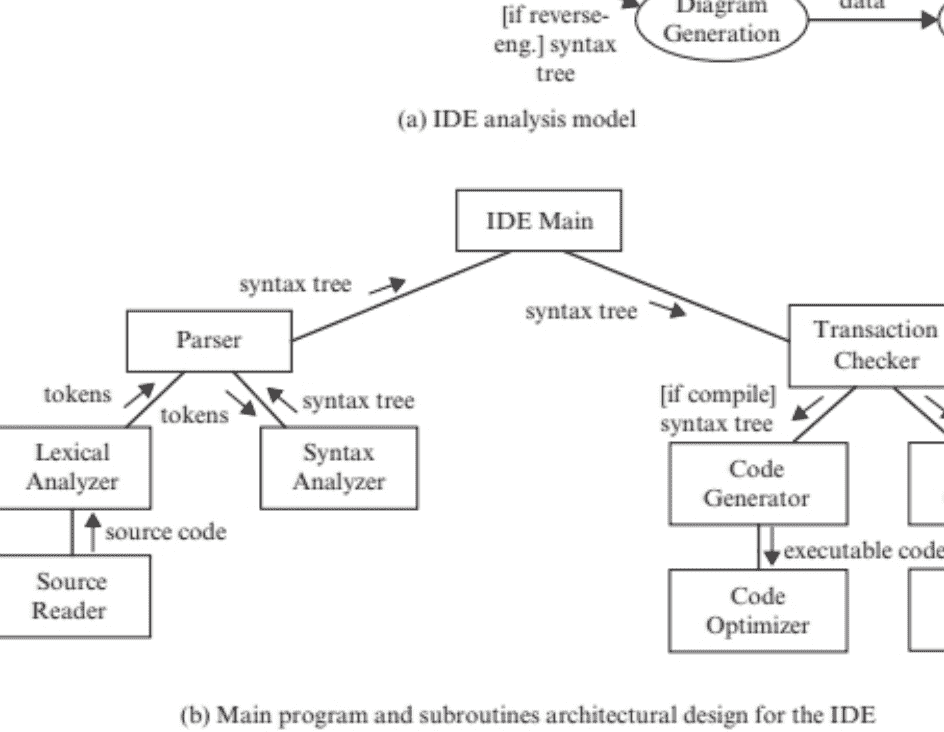 data
Diagram
Generation
[if reverse-
eng.] syntax
tree
(a) IDE analysis model
IDE Main
syntax tree
syntax tree
Parser
Transaction
Checker
tokens
tokens
syntax tree
[if compile]
syntax tree
Lexical
Analyzer
Syntax
Analyzer
Code
Generator
source code
executable code
Source
Reader
Code
Optimizer
(b) Main program and subroutines architectural design for the IDE